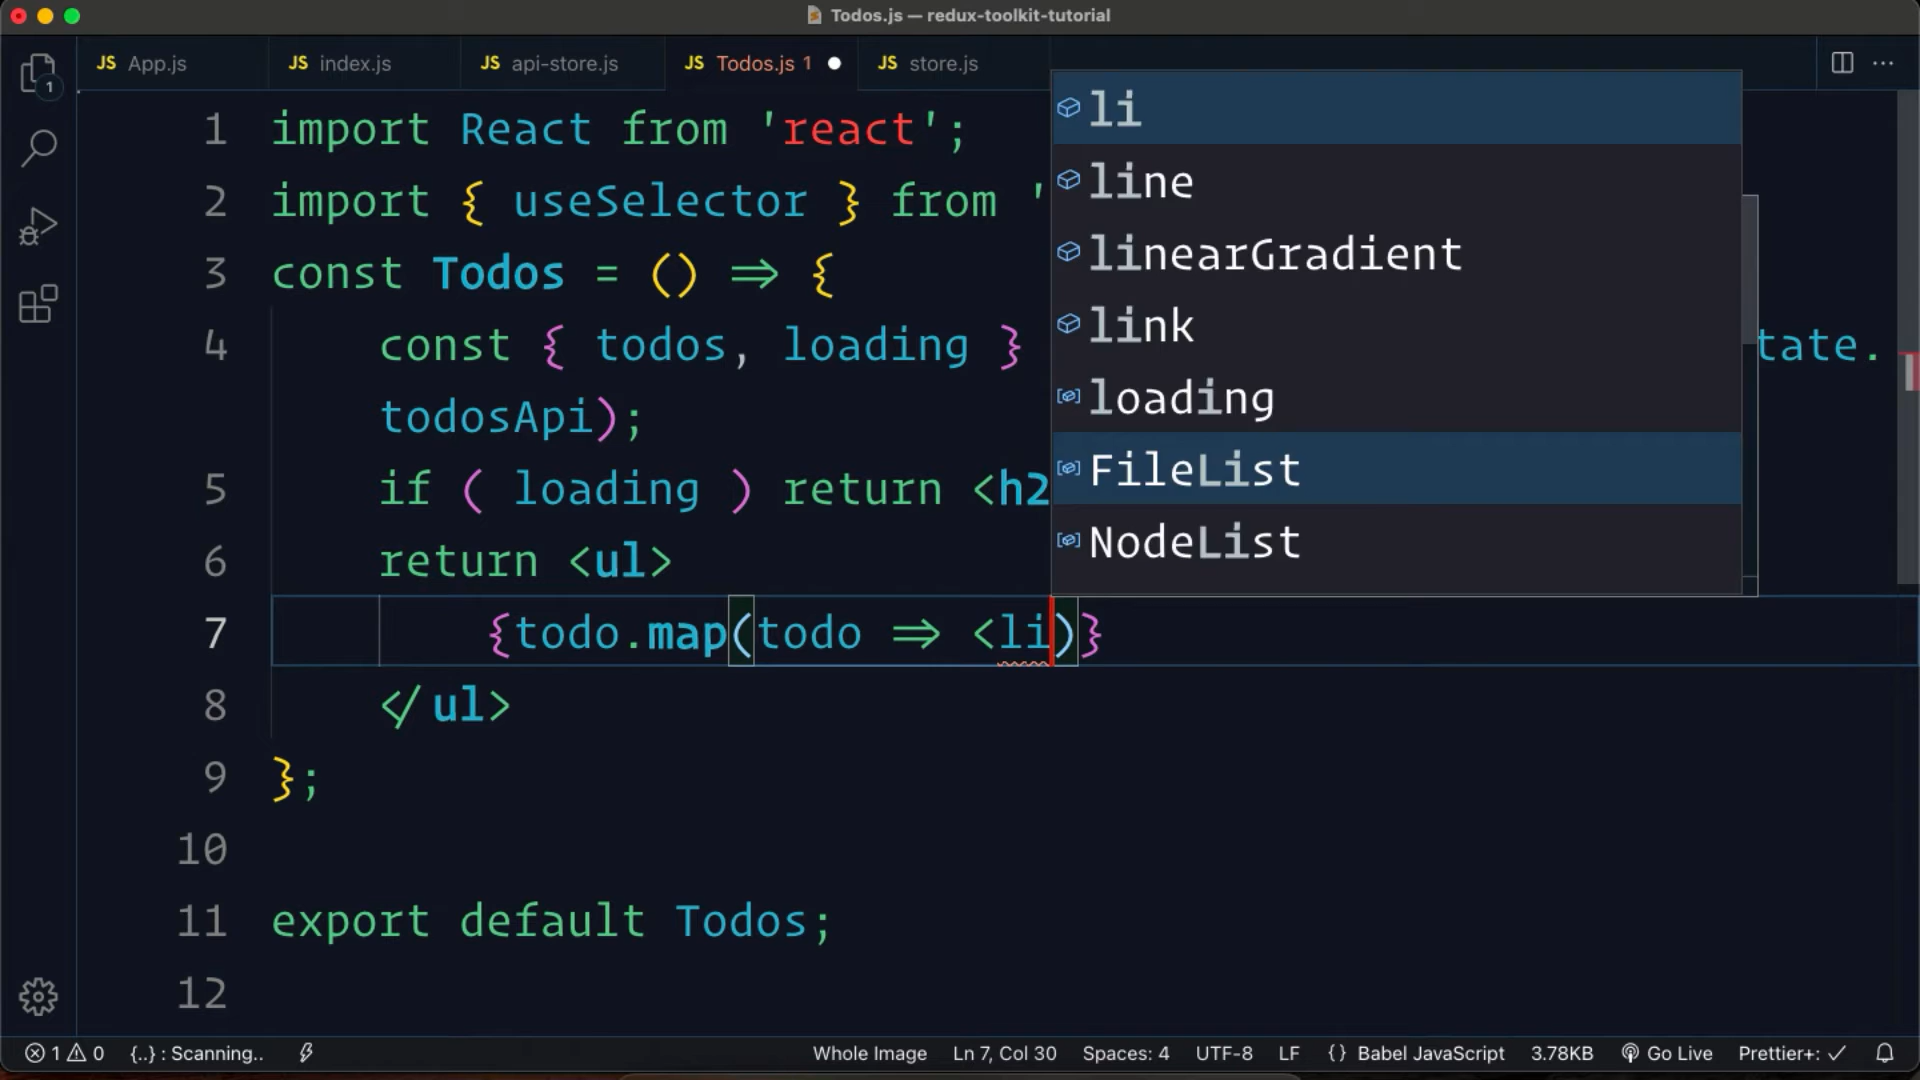 Todos.js — redux-toolkit-tutorial
JS App.js JS index.js JS api-store.js JS Todos.js 1 JS store.js ···
1
1 import React from 'react';
2 import { useSelector } from '
3 const Todos = () => {
4 const { todos, loading } tate.
todosApi);
5 if ( loading ) return <h2
6 return <ul>
7 {todo.map(todo => <li)}
8 </ul>
9 };
10
11 export default Todos;
12
li
line
linearGradient
link
loading
FileList
NodeList
1 0 {..} : Scanning.. Whole Image Ln 7, Col 30 Spaces: 4 UTF-8 LF {} Babel JavaScript 3.78KB Go Live Prettier+: ✓